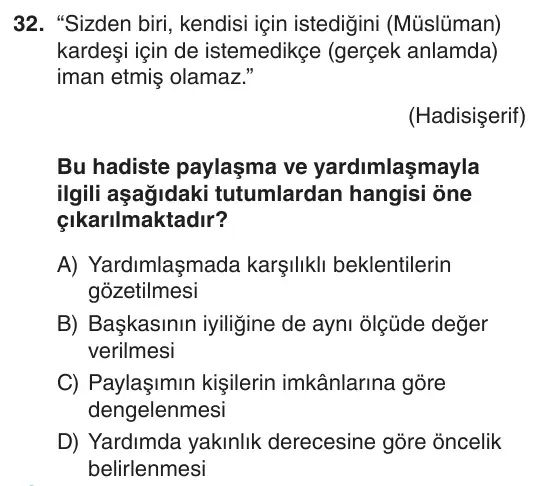 32. “Sizden biri, kendisi için istediğini (Müslüman)
kardeşi için de istemedikçe (gerçek anlamda)
iman etmiş olamaz.”
(Hadisişerif)
Bu hadiste paylaşma ve yardımlaşmayla
ilgili aşağıdaki tutumlardan hangisi öne
çıkarılmaktadır?
A) Yardımlaşmada karşılıklı beklentilerin
gözetilmesi
B) Başkasının iyiliğine de aynı ölçüde değer
verilmesi
C) Paylaşımın kişilerin imkânlarına göre
dengelenmesi
D) Yardımda yakınlık derecesine göre öncelik
belirlenmesi